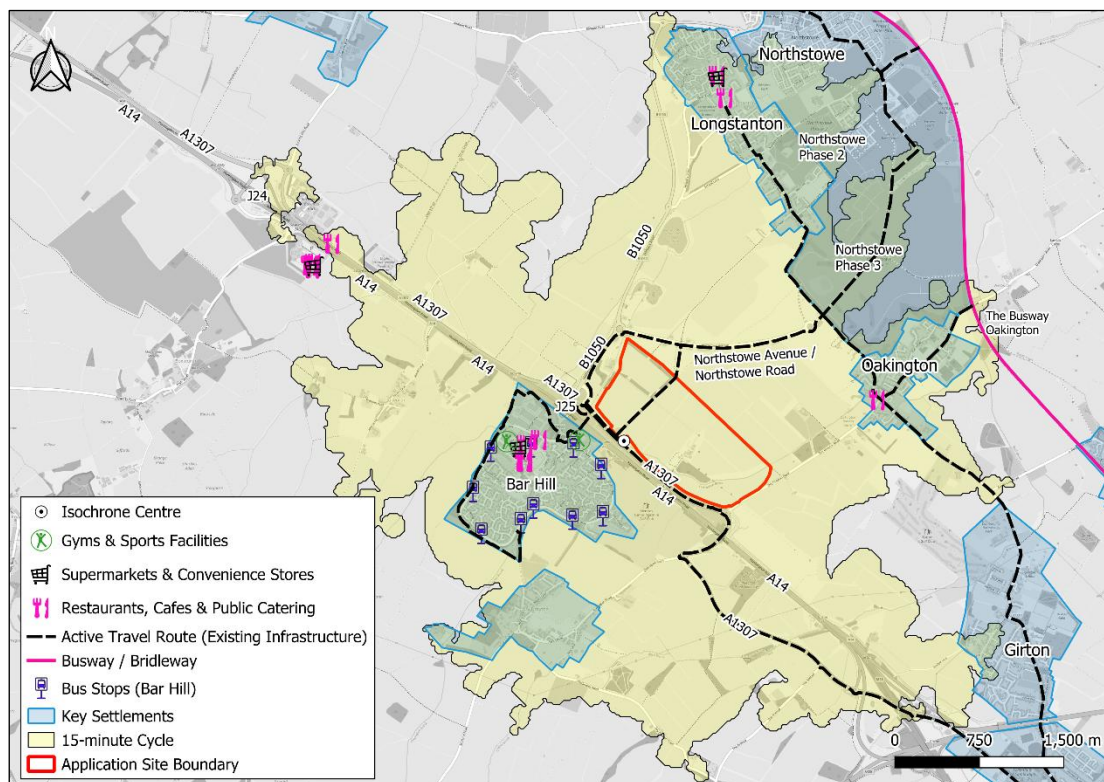 N
Northstowe
Longstanton
Northstowe
Phase 2
A14
A1307
J24
B1050
Northstowe
Phase 3
A14
A1307
The Busway
Oakington
B1050
Northstowe Avenue /
Northstowe Road
Oakington
A14
A1307
J25
Bar Hill
A1307
A14
A14
A1307
Girton
Isochrone Centre
Gyms & Sports Facilities
Supermarkets & Convenience Stores
Restaurants, Cafes & Public Catering
Active Travel Route (Existing Infrastructure)
Busway / Bridleway
Bus Stops (Bar Hill)
Key Settlements
15-minute Cycle
Application Site Boundary
0 750 1,500 m